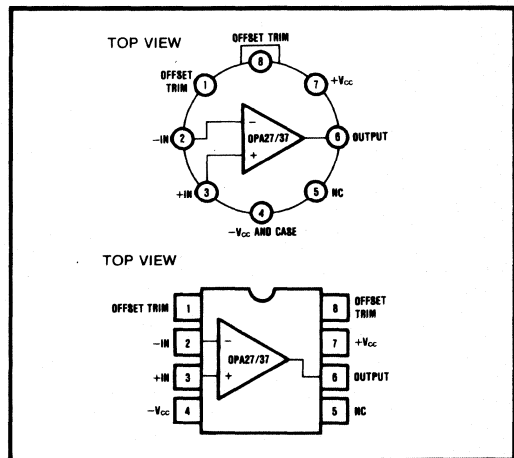 TOP VIEW
OFFSET TRIM
8
OFFSET
TRIM
1
7
+Vcc
−IN
2
−
OPA27/37
+
6
OUTPUT
+IN
3
5
NC
4
−Vcc AND CASE
TOP VIEW
OFFSET TRIM
1
8
OFFSET
TRIM
−IN
2
−
7
+Vcc
OPA27/37
+IN
3
+
6
OUTPUT
−Vcc
4
5
NC